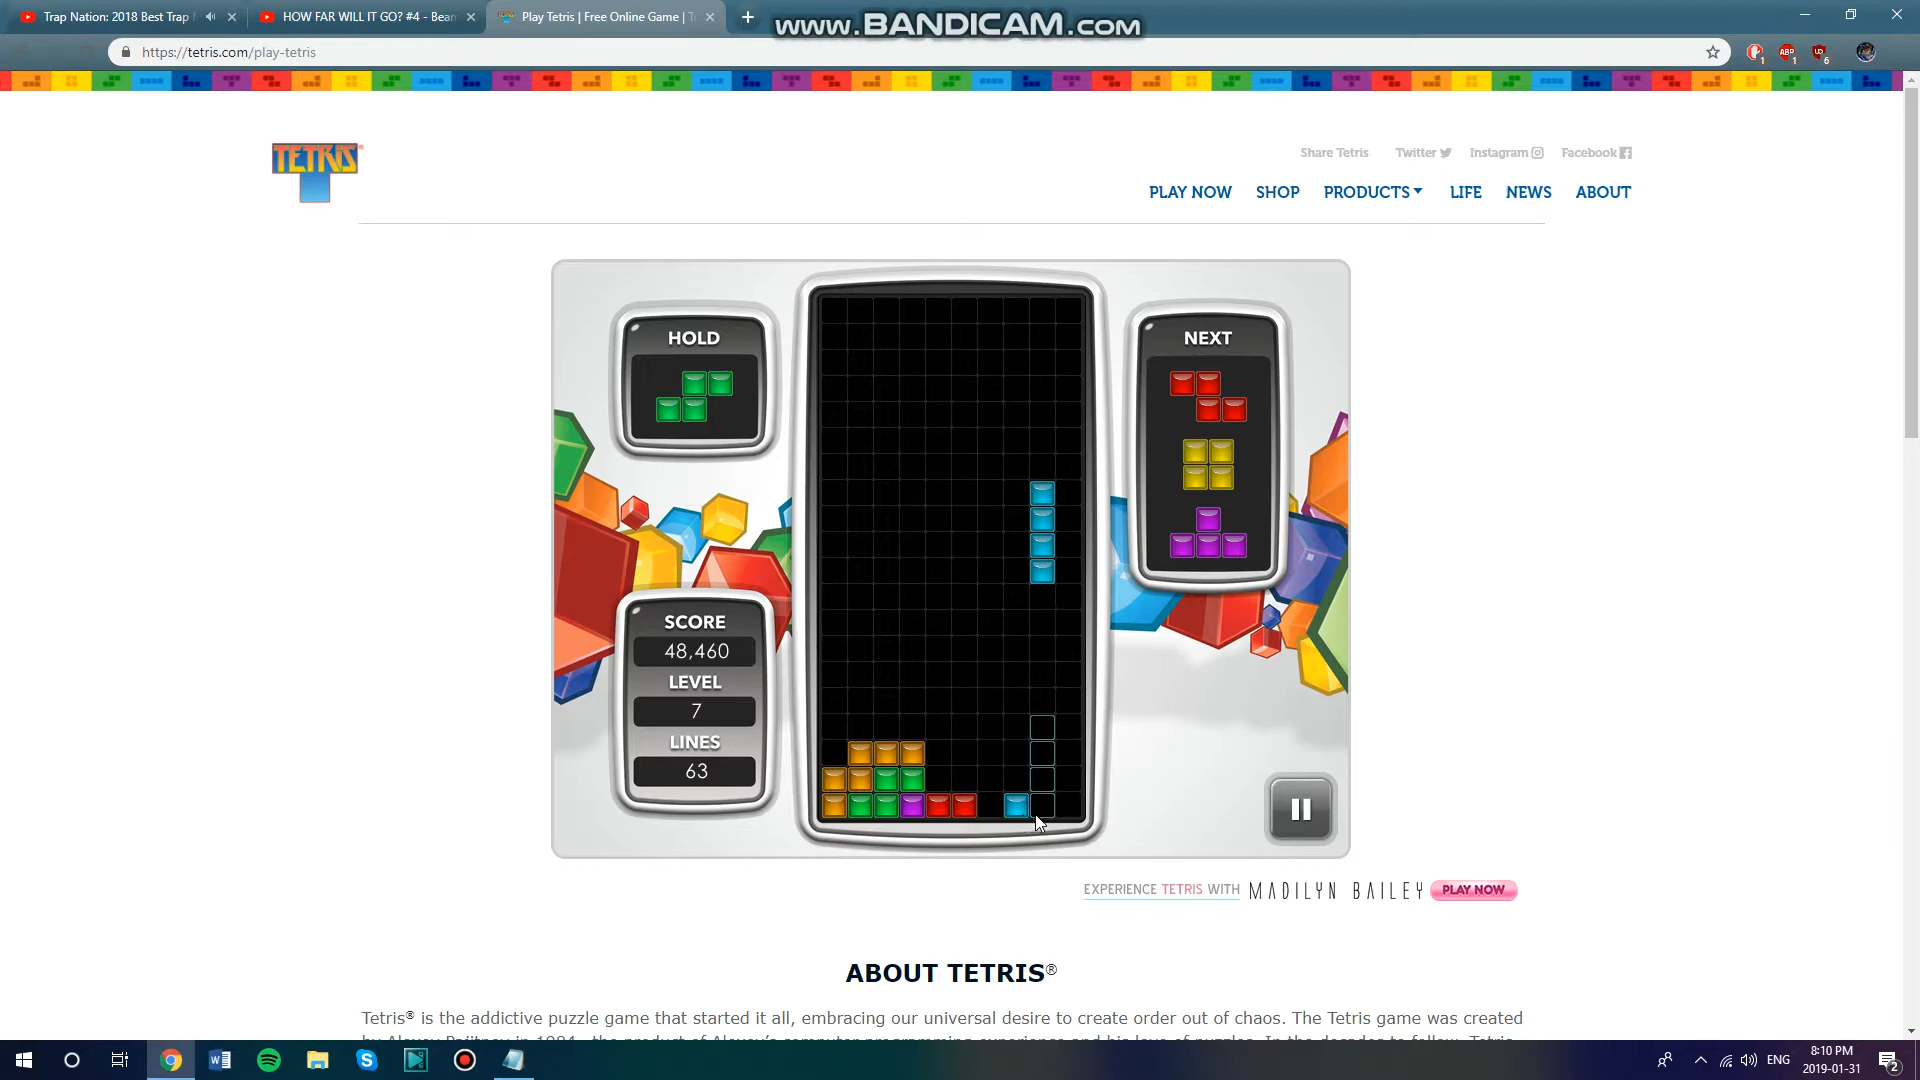 Trap Nation: 2018 Best Trap
HOW FAR WILL IT GO? #4 - Bean
Play Tetris | Free Online Game | T
www.BANDICAM.com
https://tetris.com/play-tetris
TETRIS
Share Tetris
Twitter
Instagram
Facebook
PLAY NOW
SHOP
PRODUCTS
LIFE
NEWS
ABOUT
HOLD
NEXT
SCORE
48,460
LEVEL
7
LINES
63
EXPERIENCE TETRIS WITH MADILYN BAILEY PLAY NOW
ABOUT TETRIS®
Tetris® is the addictive puzzle game that started it all, embracing our universal desire to create order out of chaos. The Tetris game was created
ENG
8:10 PM
2019-01-31